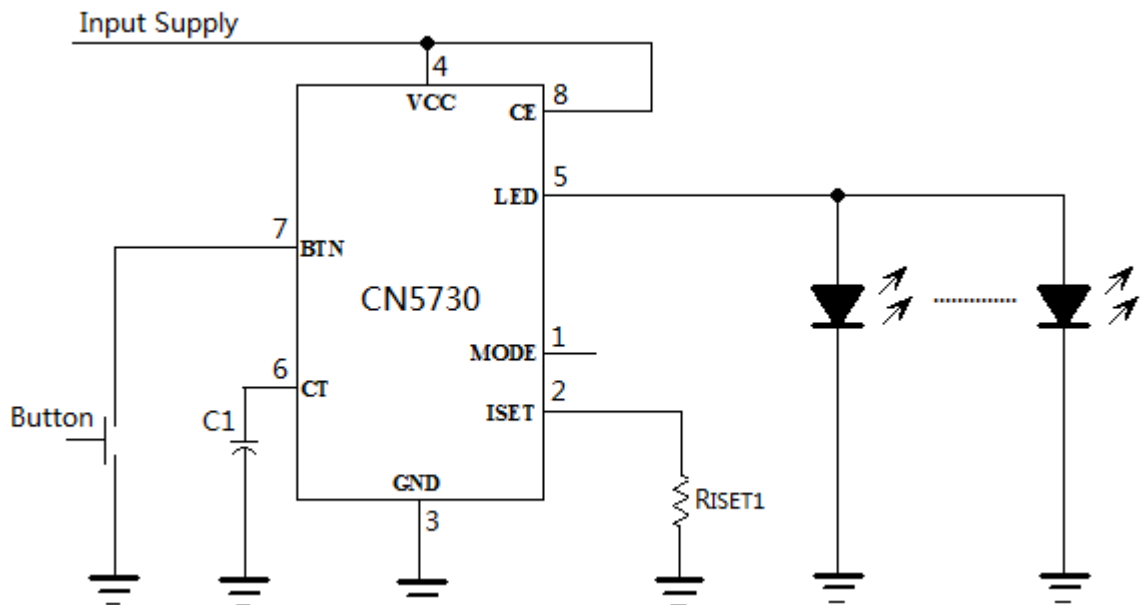 Input Supply
4
VCC
8
CE
5
LED
7
BTN
CN5730
1
MODE
6
CT
2
ISET
Button
C1
GND
3
RISET1